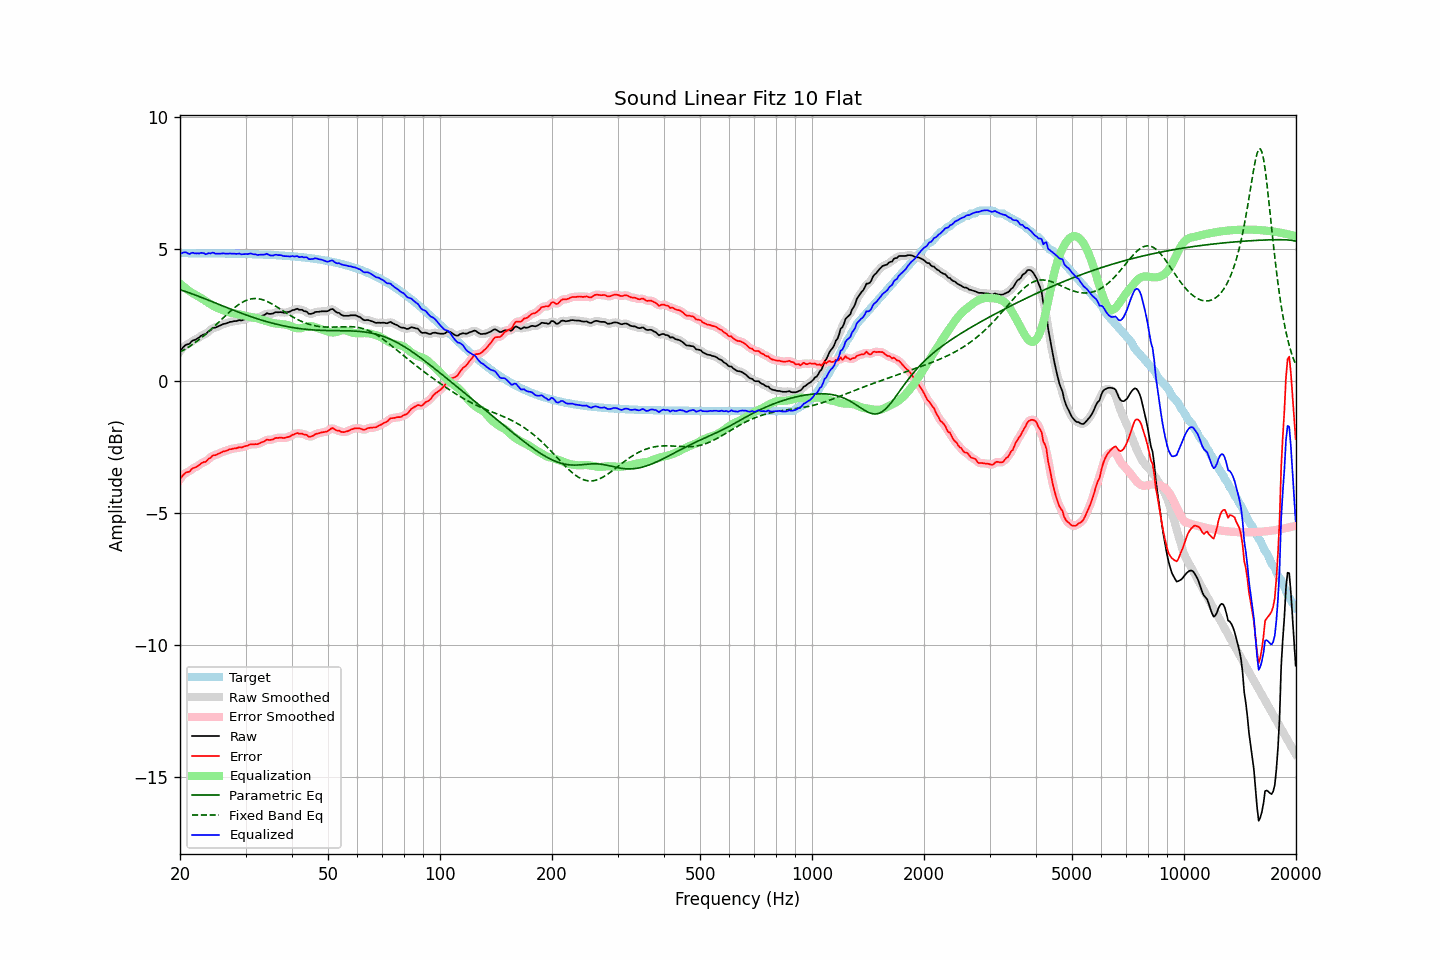 Sound Linear Fitz 10 Flat
10
5
0
−5
−10
−15
Amplitude (dBr)
Target
Raw Smoothed
Error Smoothed
Raw
Error
Equalization
Parametric Eq
Fixed Band Eq
Equalized
20 50 100 200 500 1000 2000 5000 10000 20000
Frequency (Hz)